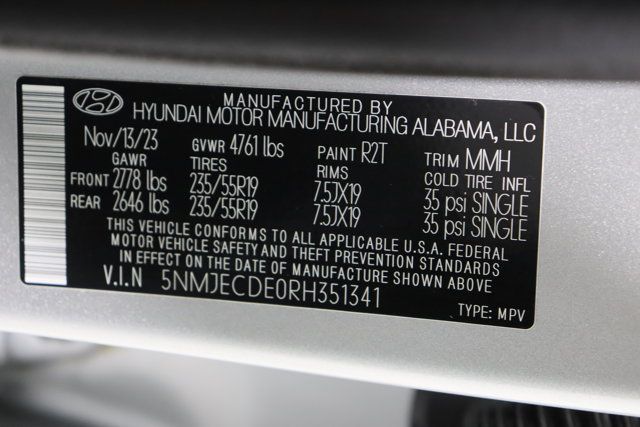 MANUFACTURED BY
HYUNDAI MOTOR MANUFACTURING ALABAMA, LLC
Nov/13/23 GVWR 4761 lbs PAINT R2T TRIM MMH
GAWR TIRES RIMS COLD TIRE INFL
FRONT 2778 lbs 235/55R19 7.5JX19 35 psi SINGLE
REAR 2646 lbs 235/55R19 7.5JX19 35 psi SINGLE
THIS VEHICLE CONFORMS TO ALL APPLICABLE U.S.A. FEDERAL
MOTOR VEHICLE SAFETY AND THEFT PREVENTION STANDARDS
IN EFFECT ON THE DATE OF MANUFACTURE SHOWN ABOVE
V.I.N 5NMJECDE0RH351341
TYPE: MPV